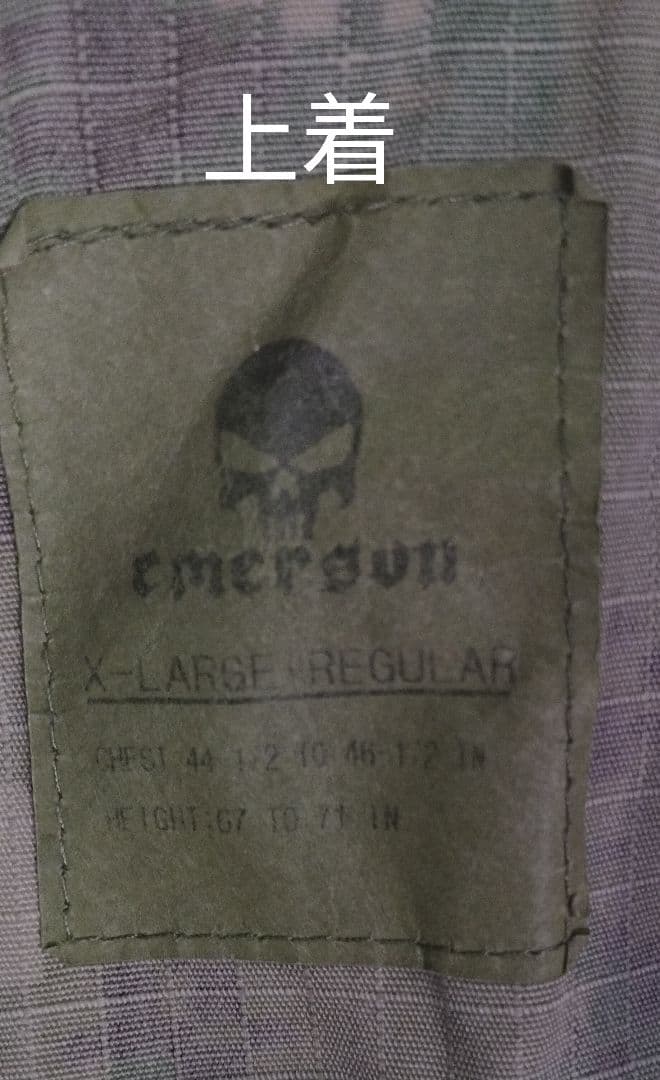 上着
emerson
X-LARGE-REGULAR
CHEST 44 1/2 TO 46-1/2 IN
HEIGHT:67 TO 71 IN